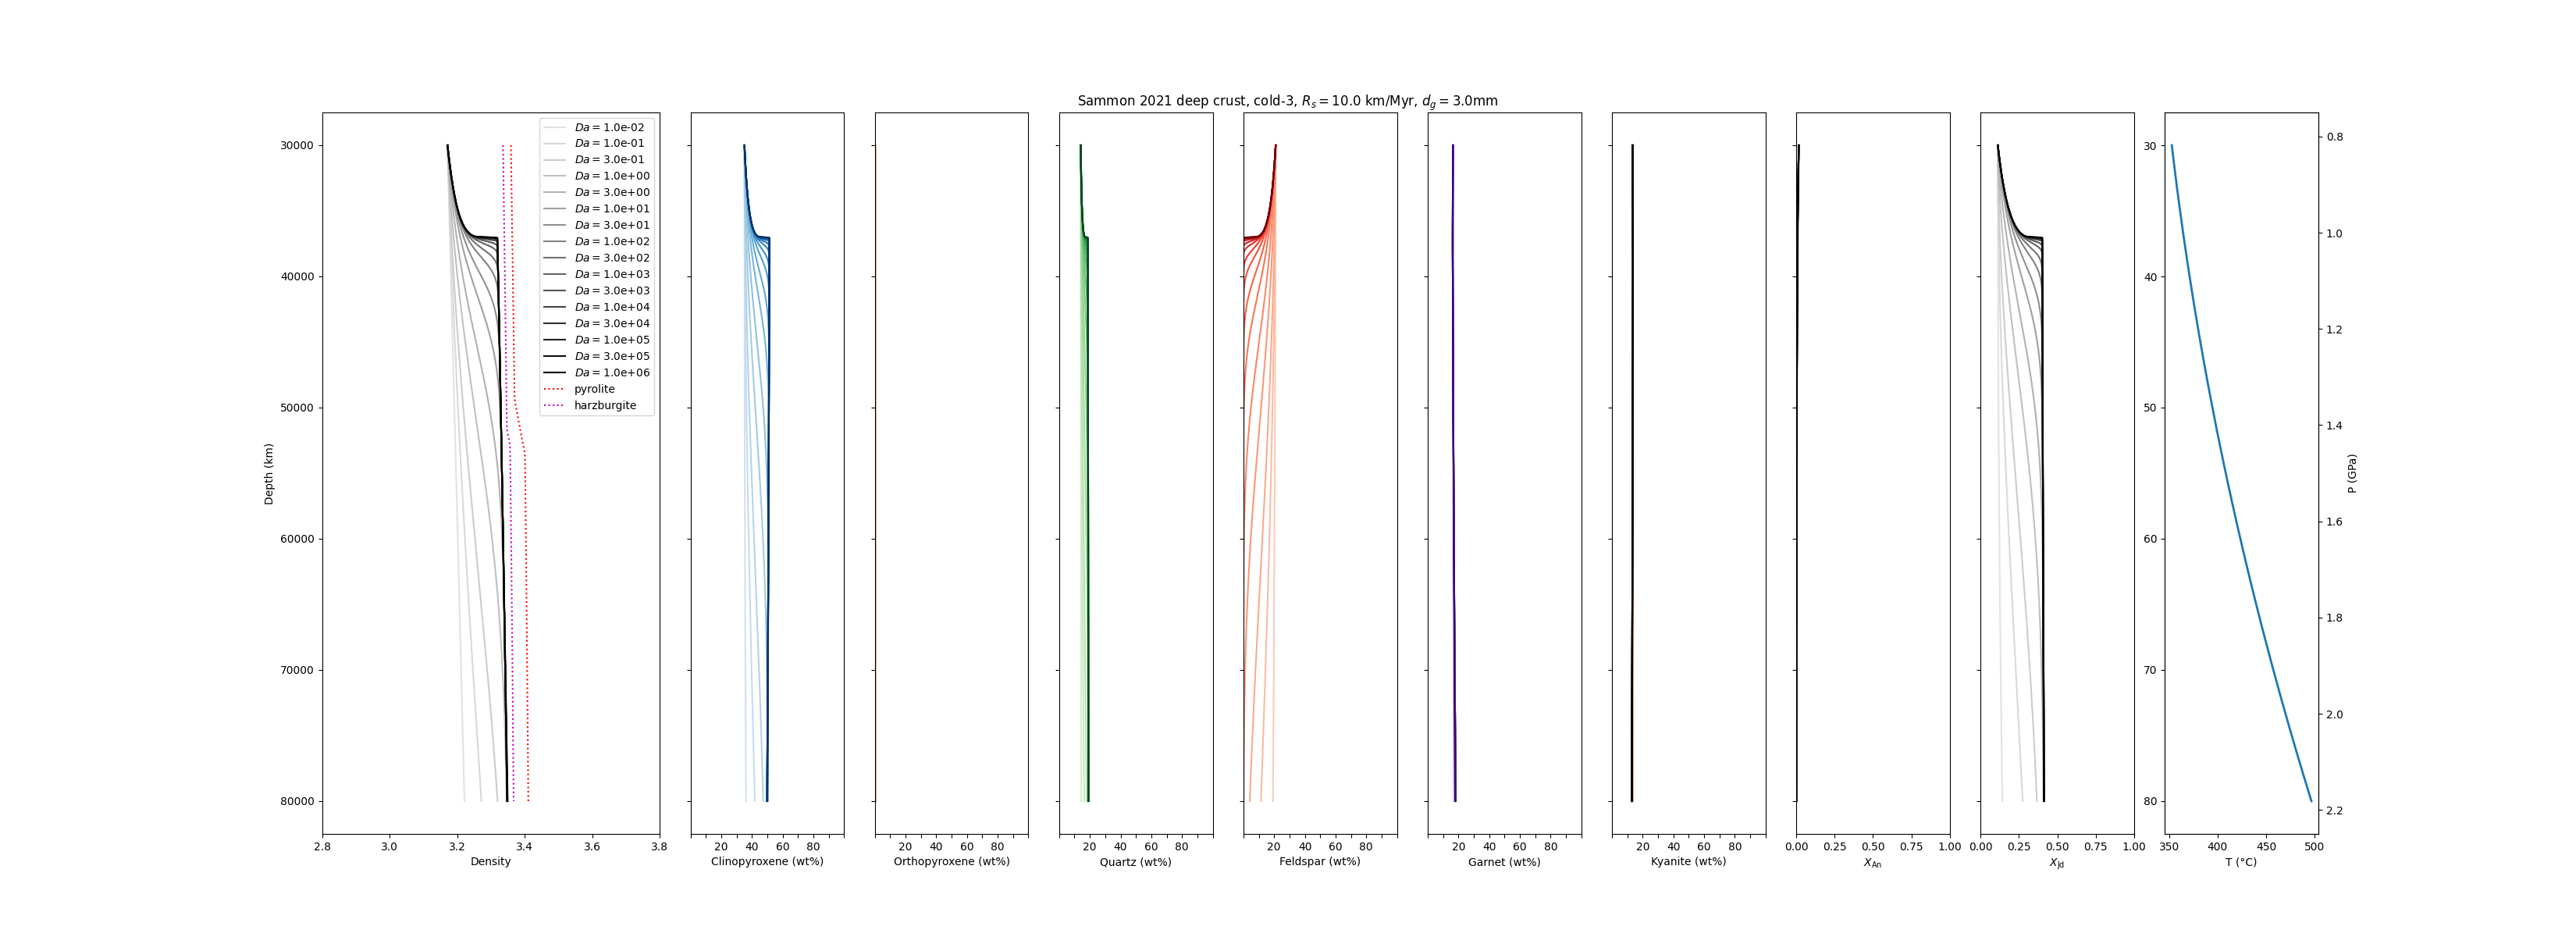 Sammon 2021 deep crust, cold-3, R_s = 10.0 km/Myr, d_g = 3.0mm
Da = 1.0e-02
Da = 1.0e-01
Da = 3.0e-01
Da = 1.0e+00
Da = 3.0e+00
Da = 1.0e+01
Da = 3.0e+01
Da = 1.0e+02
Da = 3.0e+02
Da = 1.0e+03
Da = 3.0e+03
Da = 1.0e+04
Da = 3.0e+04
Da = 1.0e+05
Da = 3.0e+05
Da = 1.0e+06
pyrolite
harzburgite
Depth (km)
30000
40000
50000
60000
70000
80000
2.8 3.0 3.2 3.4 3.6 3.8
Density
20 40 60 80
Clinopyroxene (wt%)
20 40 60 80
Orthopyroxene (wt%)
20 40 60 80
Quartz (wt%)
20 40 60 80
Feldspar (wt%)
20 40 60 80
Garnet (wt%)
20 40 60 80
Kyanite (wt%)
0.00 0.25 0.50 0.75 1.00
X_An
0.00 0.25 0.50 0.75 1.00
X_Jd
30
40
50
60
70
80
350 400 450 500
T (°C)
0.8
1.0
1.2
1.4
1.6
1.8
2.0
2.2
P (GPa)